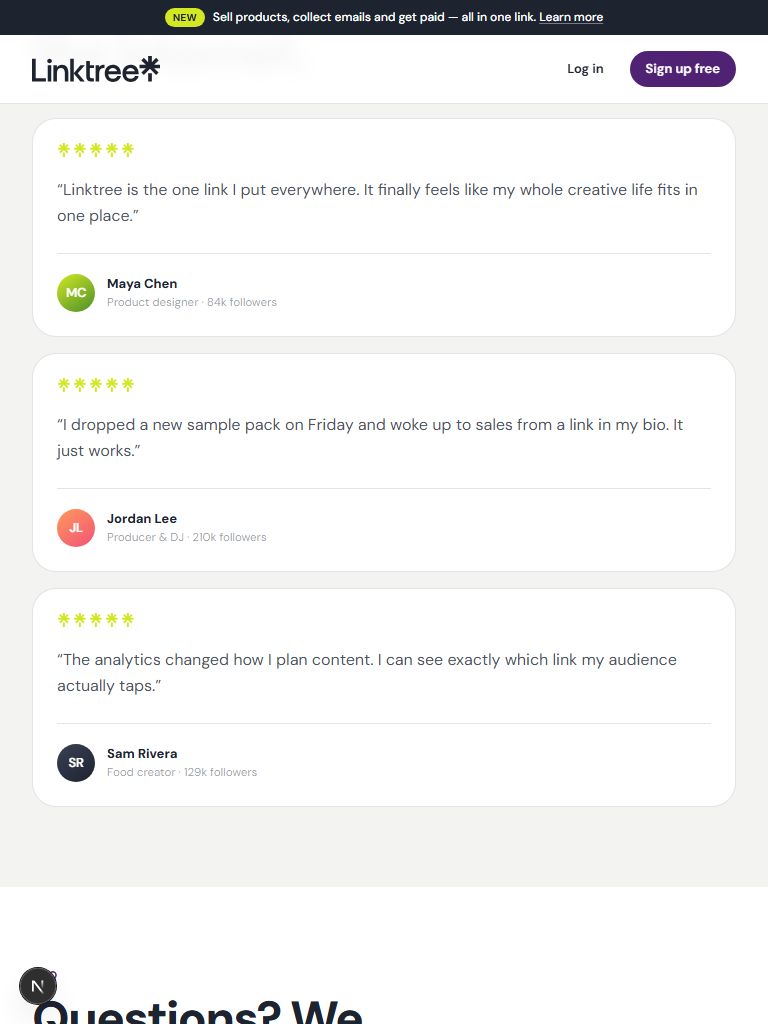 NEW Sell products, collect emails and get paid — all in one link. Learn more
Linktree
Log in
Sign up free
“Linktree is the one link I put everywhere. It finally feels like my whole creative life fits in
one place.”
MC
Maya Chen
Product designer · 84k followers
“I dropped a new sample pack on Friday and woke up to sales from a link in my bio. It
just works.”
JL
Jordan Lee
Producer & DJ · 210k followers
“The analytics changed how I plan content. I can see exactly which link my audience
actually taps.”
SR
Sam Rivera
Food creator · 129k followers
N
Questions? We